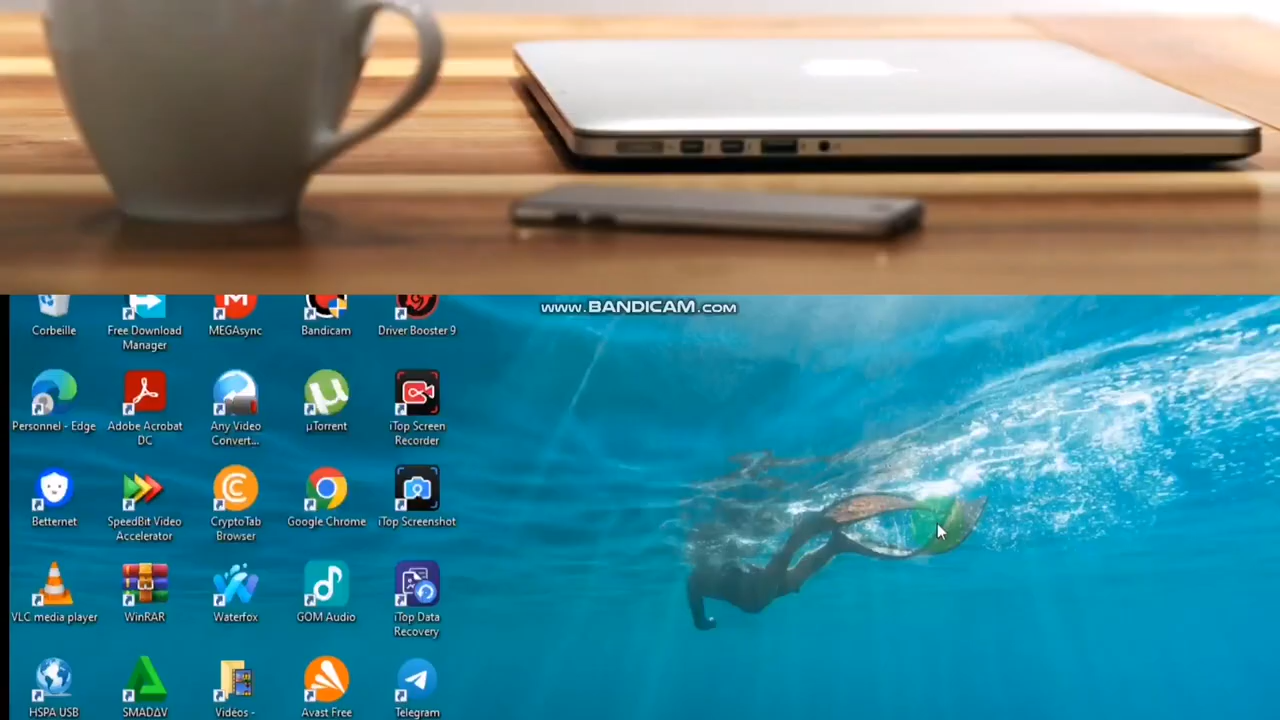 www.BANDICAM.com
Corbeille
Free Download
Manager
MEGAsync
Bandicam
Driver Booster 9
Personnel - Edge
Adobe Acrobat
DC
Any Video
Convert...
µTorrent
iTop Screen
Recorder
Betternet
SpeedBit Video
Accelerator
CryptoTab
Browser
Google Chrome
iTop Screenshot
VLC media player
WinRAR
Waterfox
GOM Audio
iTop Data
Recovery
HSPA USB
SMADAV
Vidéos -
Avast Free
Telegram